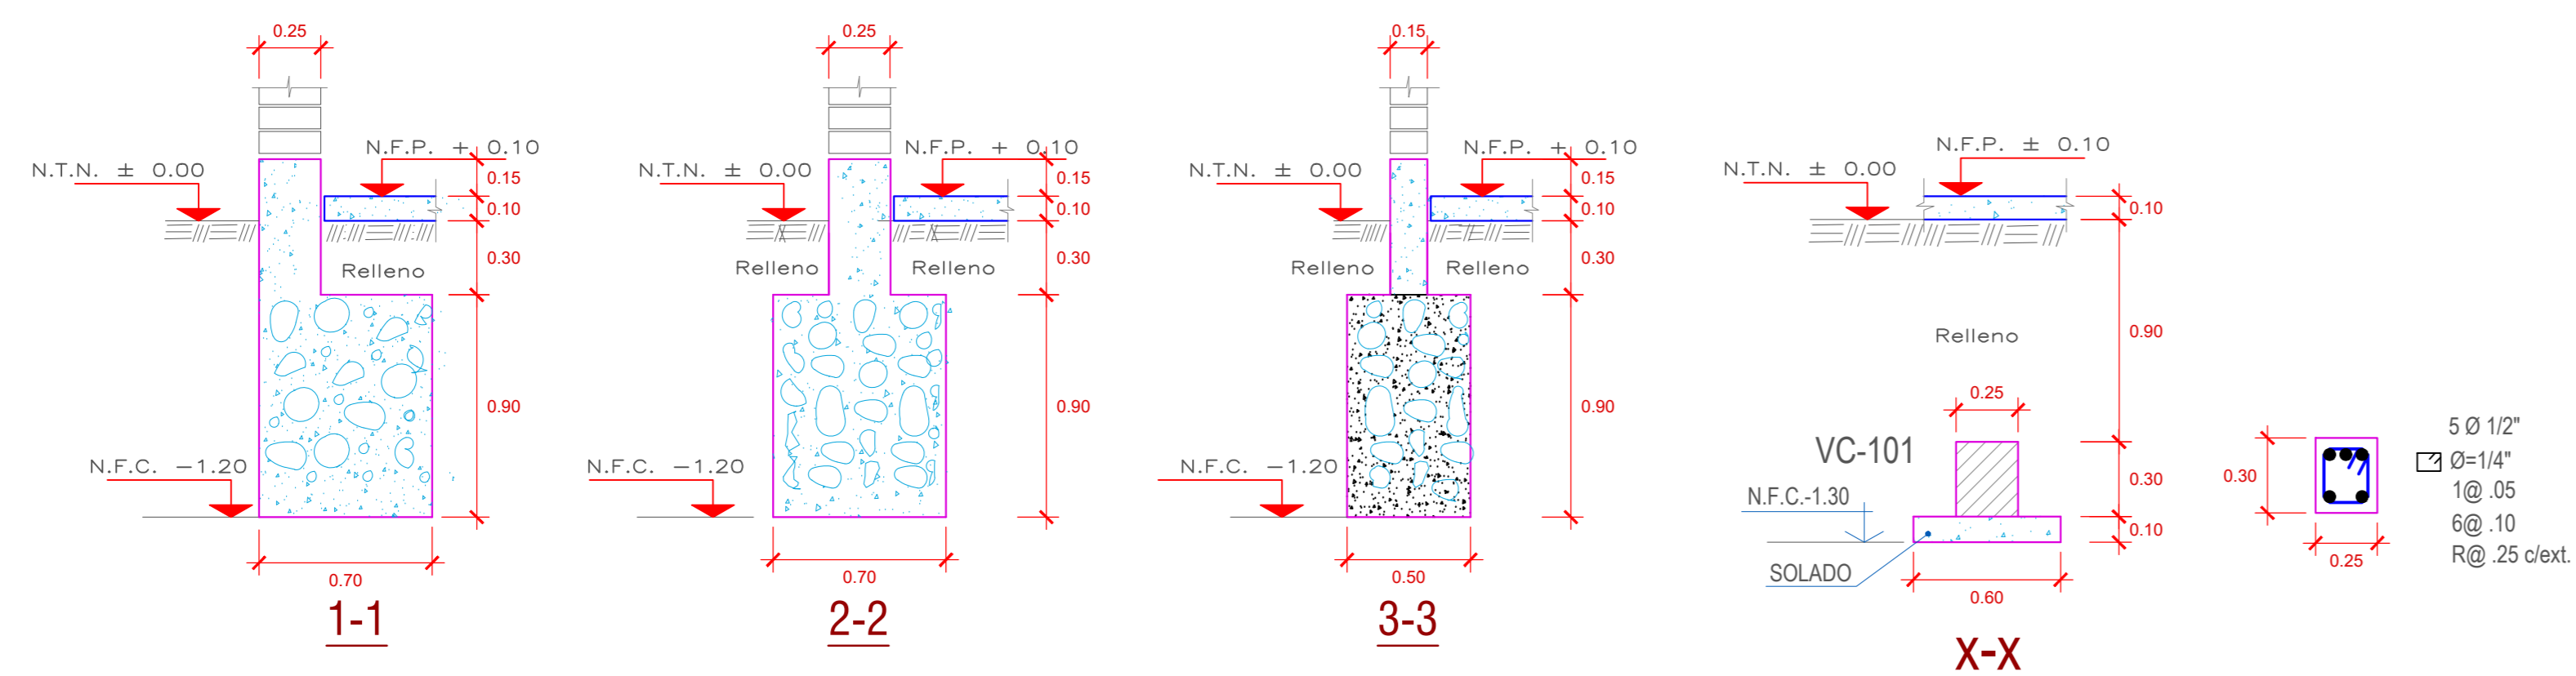 0.25
N.T.N. ± 0.00
N.F.P. + 0.10
0.15
0.10
Relleno
0.30
0.90
N.F.C. -1.20
0.70
1-1
0.25
N.T.N. ± 0.00
N.F.P. + 0.10
0.15
0.10
Relleno
Relleno
0.30
0.90
N.F.C. -1.20
0.70
2-2
0.15
N.T.N. ± 0.00
N.F.P. + 0.10
0.15
0.10
Relleno
Relleno
0.30
0.90
N.F.C. -1.20
0.50
3-3
N.F.P. ± 0.10
N.T.N. ± 0.00
0.10
Relleno
0.90
0.25
VC-101
N.F.C.-1.30
0.30
0.10
SOLADO
0.60
X-X
0.30
0.25
5 Ø 1/2"
Ø=1/4"
1@ .05
6@ .10
R@ .25 c/ext.